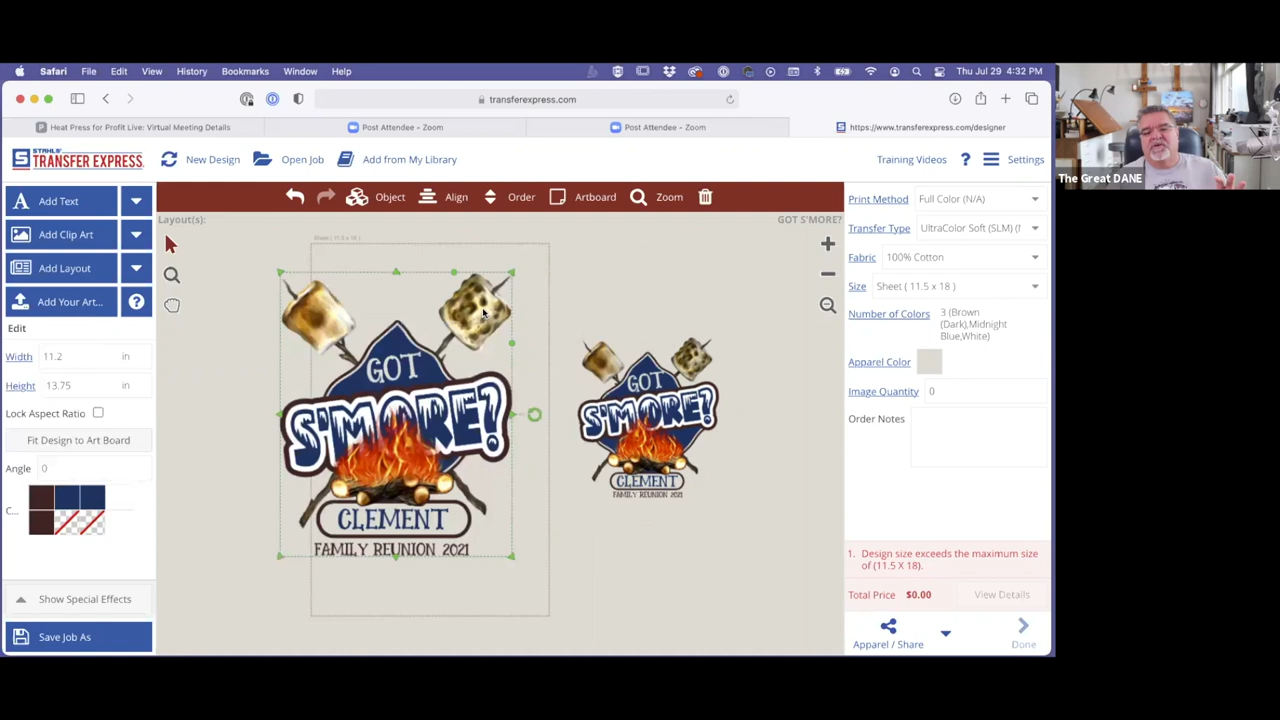 Safari File Edit View History Bookmarks Window Help Thu Jul 29 4:32 PM
transferexpress.com
P Heat Press for Profit Live: Virtual Meeting Details Post Attendee - Zoom Post Attendee - Zoom https://www.transferexpress.com/designer
STAHLS' TRANSFER EXPRESS. New Design Open Job Add from My Library Training Videos ? Settings
The Great DANE
A Add Text
Add Clip Art
Add Layout
Add Your Art... ?
Edit
Width 11.2 in
Height 13.75 in
Lock Aspect Ratio
Fit Design to Art Board
Angle 0
C...
Show Special Effects
Save Job As
Object Align Order Artboard Zoom
Layout(s): GOT S'MORE?
Sheet ( 11.5 x 18 )
GOT
S'MORE?
CLEMENT
FAMILY REUNION 2021
GOT
S'MORE?
CLEMENT
FAMILY REUNION 2021
Print Method Full Color (N/A)
Transfer Type UltraColor Soft (SLM) (
Fabric 100% Cotton
Size Sheet ( 11.5 x 18 )
Number of Colors 3 (Brown
(Dark),Midnight
Blue,White)
Apparel Color
Image Quantity 0
Order Notes
1. Design size exceeds the maximum size
of (11.5 X 18).
Total Price $0.00 View Details
Apparel / Share Done